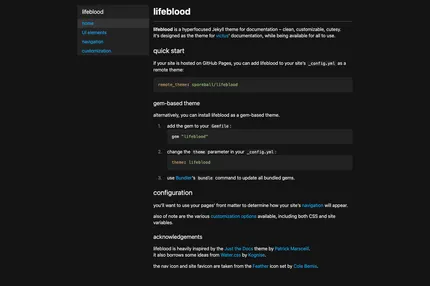 lifeblood
Home
UI elements
navigation
customization
lifeblood
lifeblood is a hyperfocused Jekyll theme for documentation – clean, customizable, cutesy.
it's designed as the theme for victus' documentation, while being available for all to use.
quick start
if your site is hosted on GitHub Pages, you can add lifeblood to your site's _config.yml as a
remote theme:
remote_theme: epornball/lifeblood
gem-based theme
alternatively, you can install lifeblood as a gem-based theme.
1. add the gem to your Gemfile:
gem "lifeblood"
2. change the theme paremeter in your _config.yml:
theme: lifeblood
3. use Bundler's bundle command to update all bundled gems.
configuration
you'll want to use your pages' front matter to determine how your site's navigation will appear.
also of note are the various customization options available, including both CSS and site
variables.
acknowledgements
lifeblood is heavily inspired by the Just the Docs theme by Patrick Marsceill.
it also borrows some ideas from Water.css by Kognise.
the nav icon and site favicon are taken from the Feather icon set by Cole Bemis.